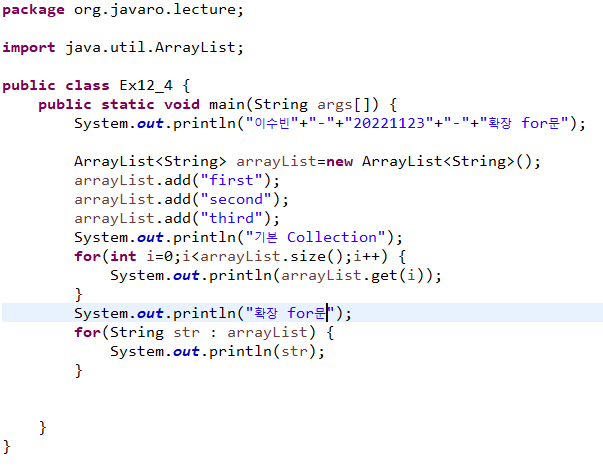 package org.javaro.lecture;
import java.util.ArrayList;
public class Ex12_4 {
public static void main(String args[]) {
System.out.println("이수빈"+"-"+"20221123"+"-"+"확장 for문");
ArrayList<String> arrayList=new ArrayList<String>();
arrayList.add("first");
arrayList.add("second");
arrayList.add("third");
System.out.println("기본 Collection");
for(int i=0;i<arrayList.size();i++) {
System.out.println(arrayList.get(i));
}
System.out.println("확장 for문");
for(String str : arrayList) {
System.out.println(str);
}
}
}